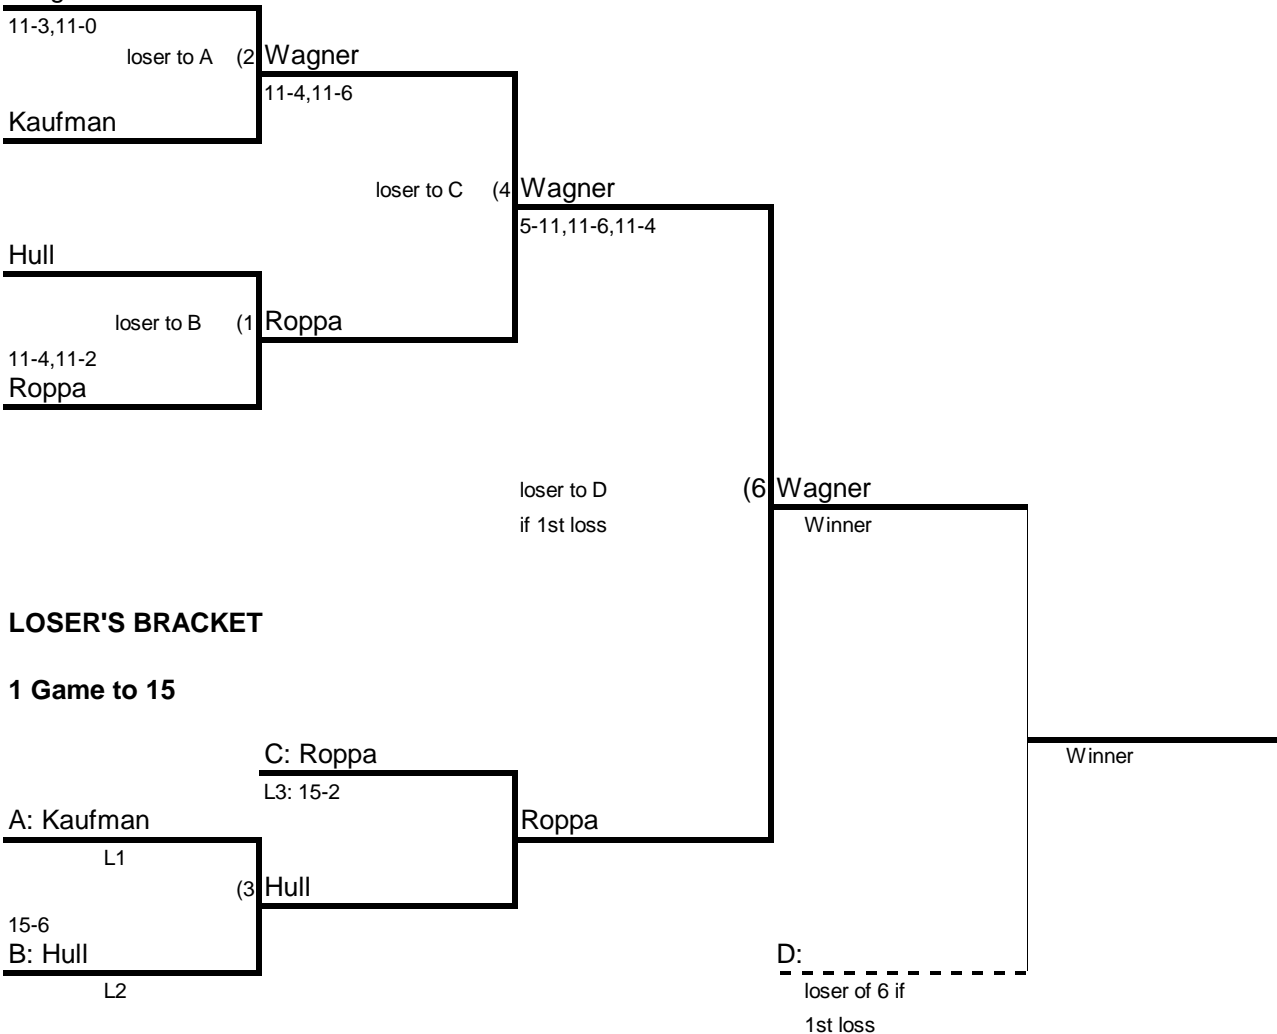 11-3,11-0
loser to A (2 Wagner
11-4,11-6
Kaufman
loser to C (4 Wagner
5-11,11-6,11-4
Hull
loser to B (1 Roppa
11-4,11-2
Roppa
loser to D (6 Wagner
if 1st loss Winner
LOSER'S BRACKET
1 Game to 15
C: Roppa
L3: 15-2
Winner
A: Kaufman
L1
Roppa
(3 Hull
15-6
B: Hull
L2
D:
loser of 6 if
1st loss